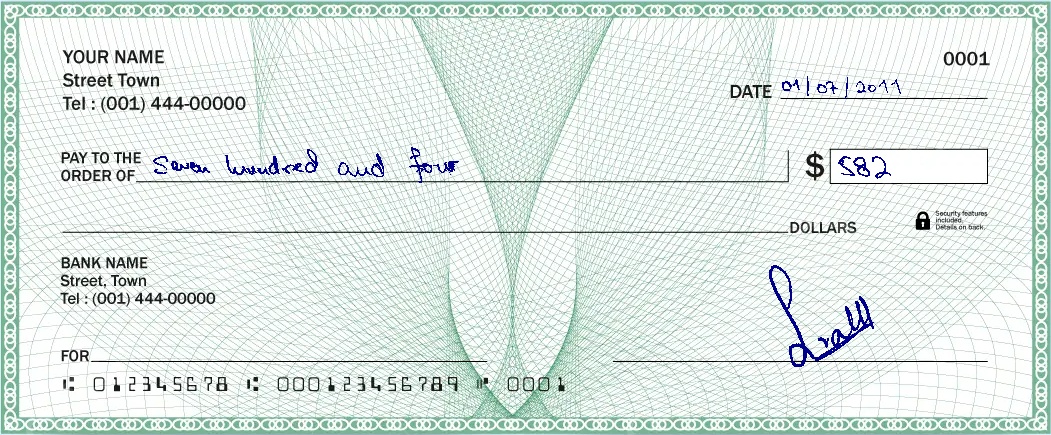 YOUR NAME
Street Town
Tel : (001) 444-00000
0001
DATE 01/07/2011
PAY TO THE ORDER OF Seven hundred and four
$ 582
DOLLARS
Security features included. Details on back.
BANK NAME
Street, Town
Tel : (001) 444-00000
FOR
⑆ 012345678 ⑆ 000123456789 ⑈ 0001